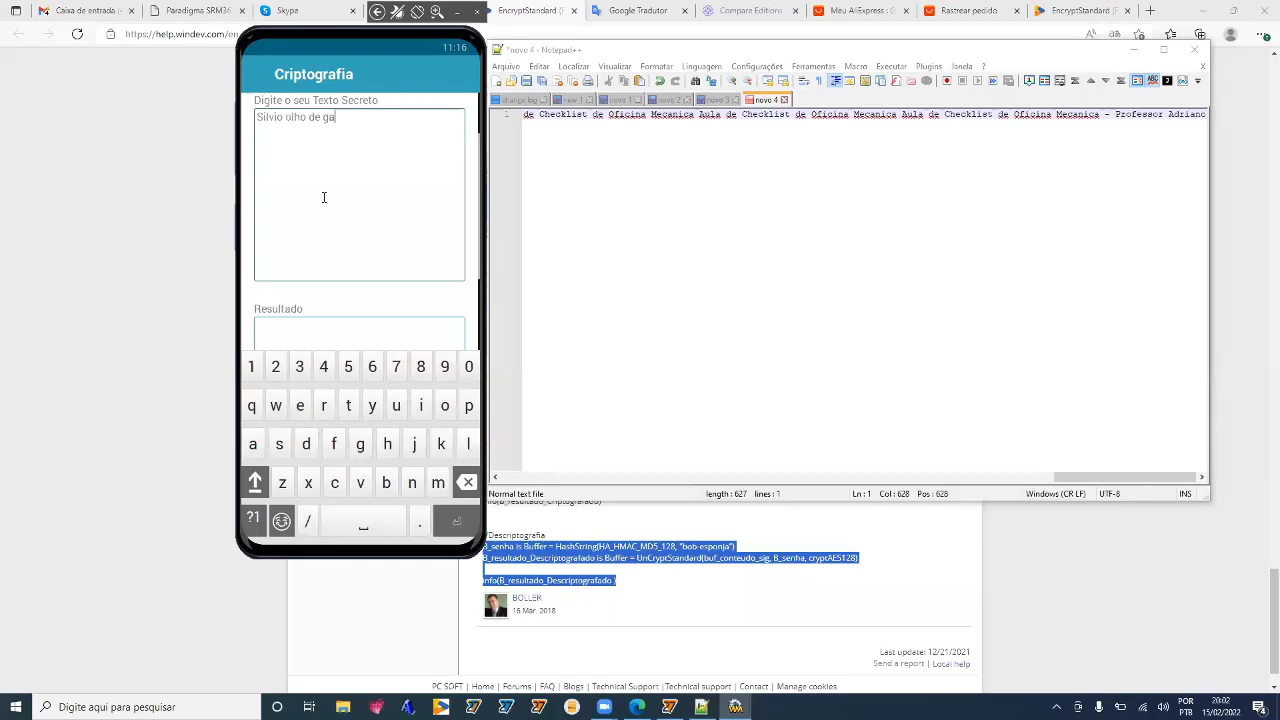 Caixa de entrada (
Paradigma SRM36
Skype
EncryptStandard (F
Google Tradutor
Compare Editions
Meu Ales
Raspa
EncryptS
https://help.windev.com/en
11:16
Criptografia
Digite o seu Texto Secreto
Silvio olho de ga
Resultado
1 2 3 4 5 6 7 8 9 0
q w e r t y u i o p
a s d f g h j k l
z x c v b n m
?1 / .
*novo 4 - Notepad++
Arquivo Editar Localizar Visualizar Formatar Linguagem Configurações Ferramentas Macro Executar Plugins Janela ? X
change.log new 1 novo 1 novo 2 novo 3 novo 4
1 de Checklist de Oficina Mecanica Aula de Checklist de Oficina Mecanica Aula de Checklist de Oficina Mecanica - Professor Adriano
Normal text file length : 627 lines : 1 Ln : 1 Col : 628 Pos : 628 Windows (CR LF) UTF-8
Info(B_resultado_Criptografado)
/Descriptografia
B_senha is Buffer = HashString(HA_HMAC_MD5_128, "bob-esponja")
B_resultado_Descriptografado is Buffer = UnCryptStandard(buf_conteudo_sig, B_senha, cryptAES128)
info(B_resultado_Descriptografado )
BOLLER
16 Mar. 2018
Last update: 12/21/2021
Send a report | Local help
PC SOFT | Home | Forums | FAQ | Blogs | Technical Support | Technical support | Contact | Manage cookies
Digite aqui para pesquisar
POR
PTB
20:02
15/02/2022